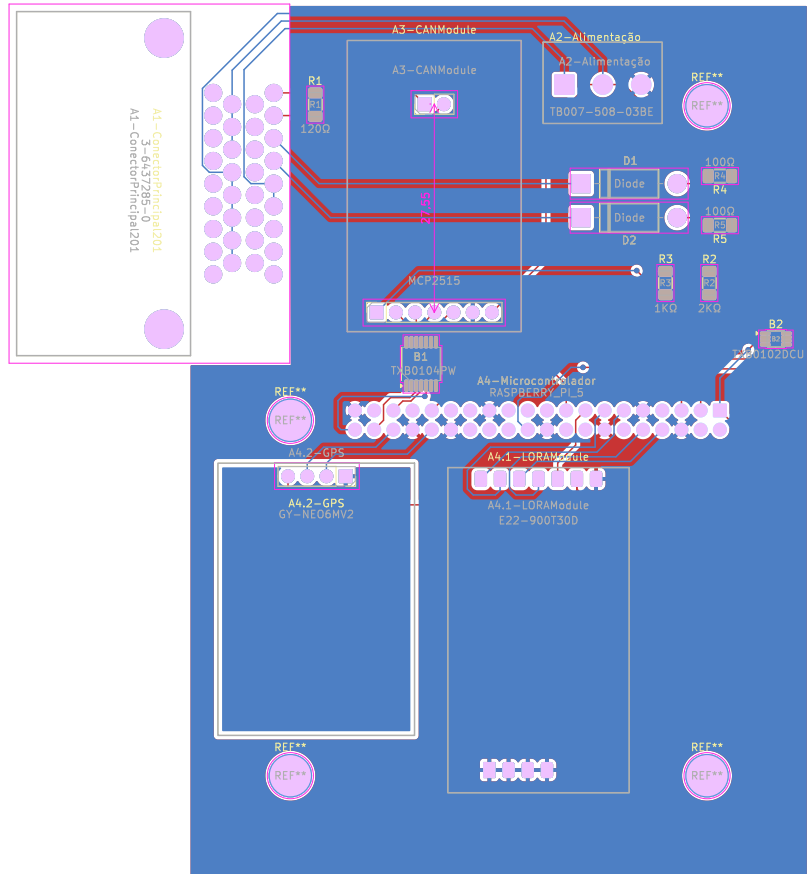 A3-CANModule
A2-Alimentação
A2-Alimentação
A3-CANModule
R1
R1
120Ω
REF**
REF**
TB007-508-03BE
A1-ConectorPrincipal201
3-6437285-0
A1-ConectorPrincipal201
D1
Diode
100Ω
R4
R4
Diode
D2
100Ω
R5
R5
MCP2515
R3
R3
1KΩ
R2
R2
2KΩ
B2
B2
TXB0102DCU
B1
TXB0104PW
A4-Microcontrolador
RASPBERRY_PI_5
REF**
REF**
A4.2-GPS
A4.1-LORAModule
A4.2-GPS
GY-NEO6MV2
A4.1-LORAModule
E22-900T30D
REF**
REF**
REF**
REF**